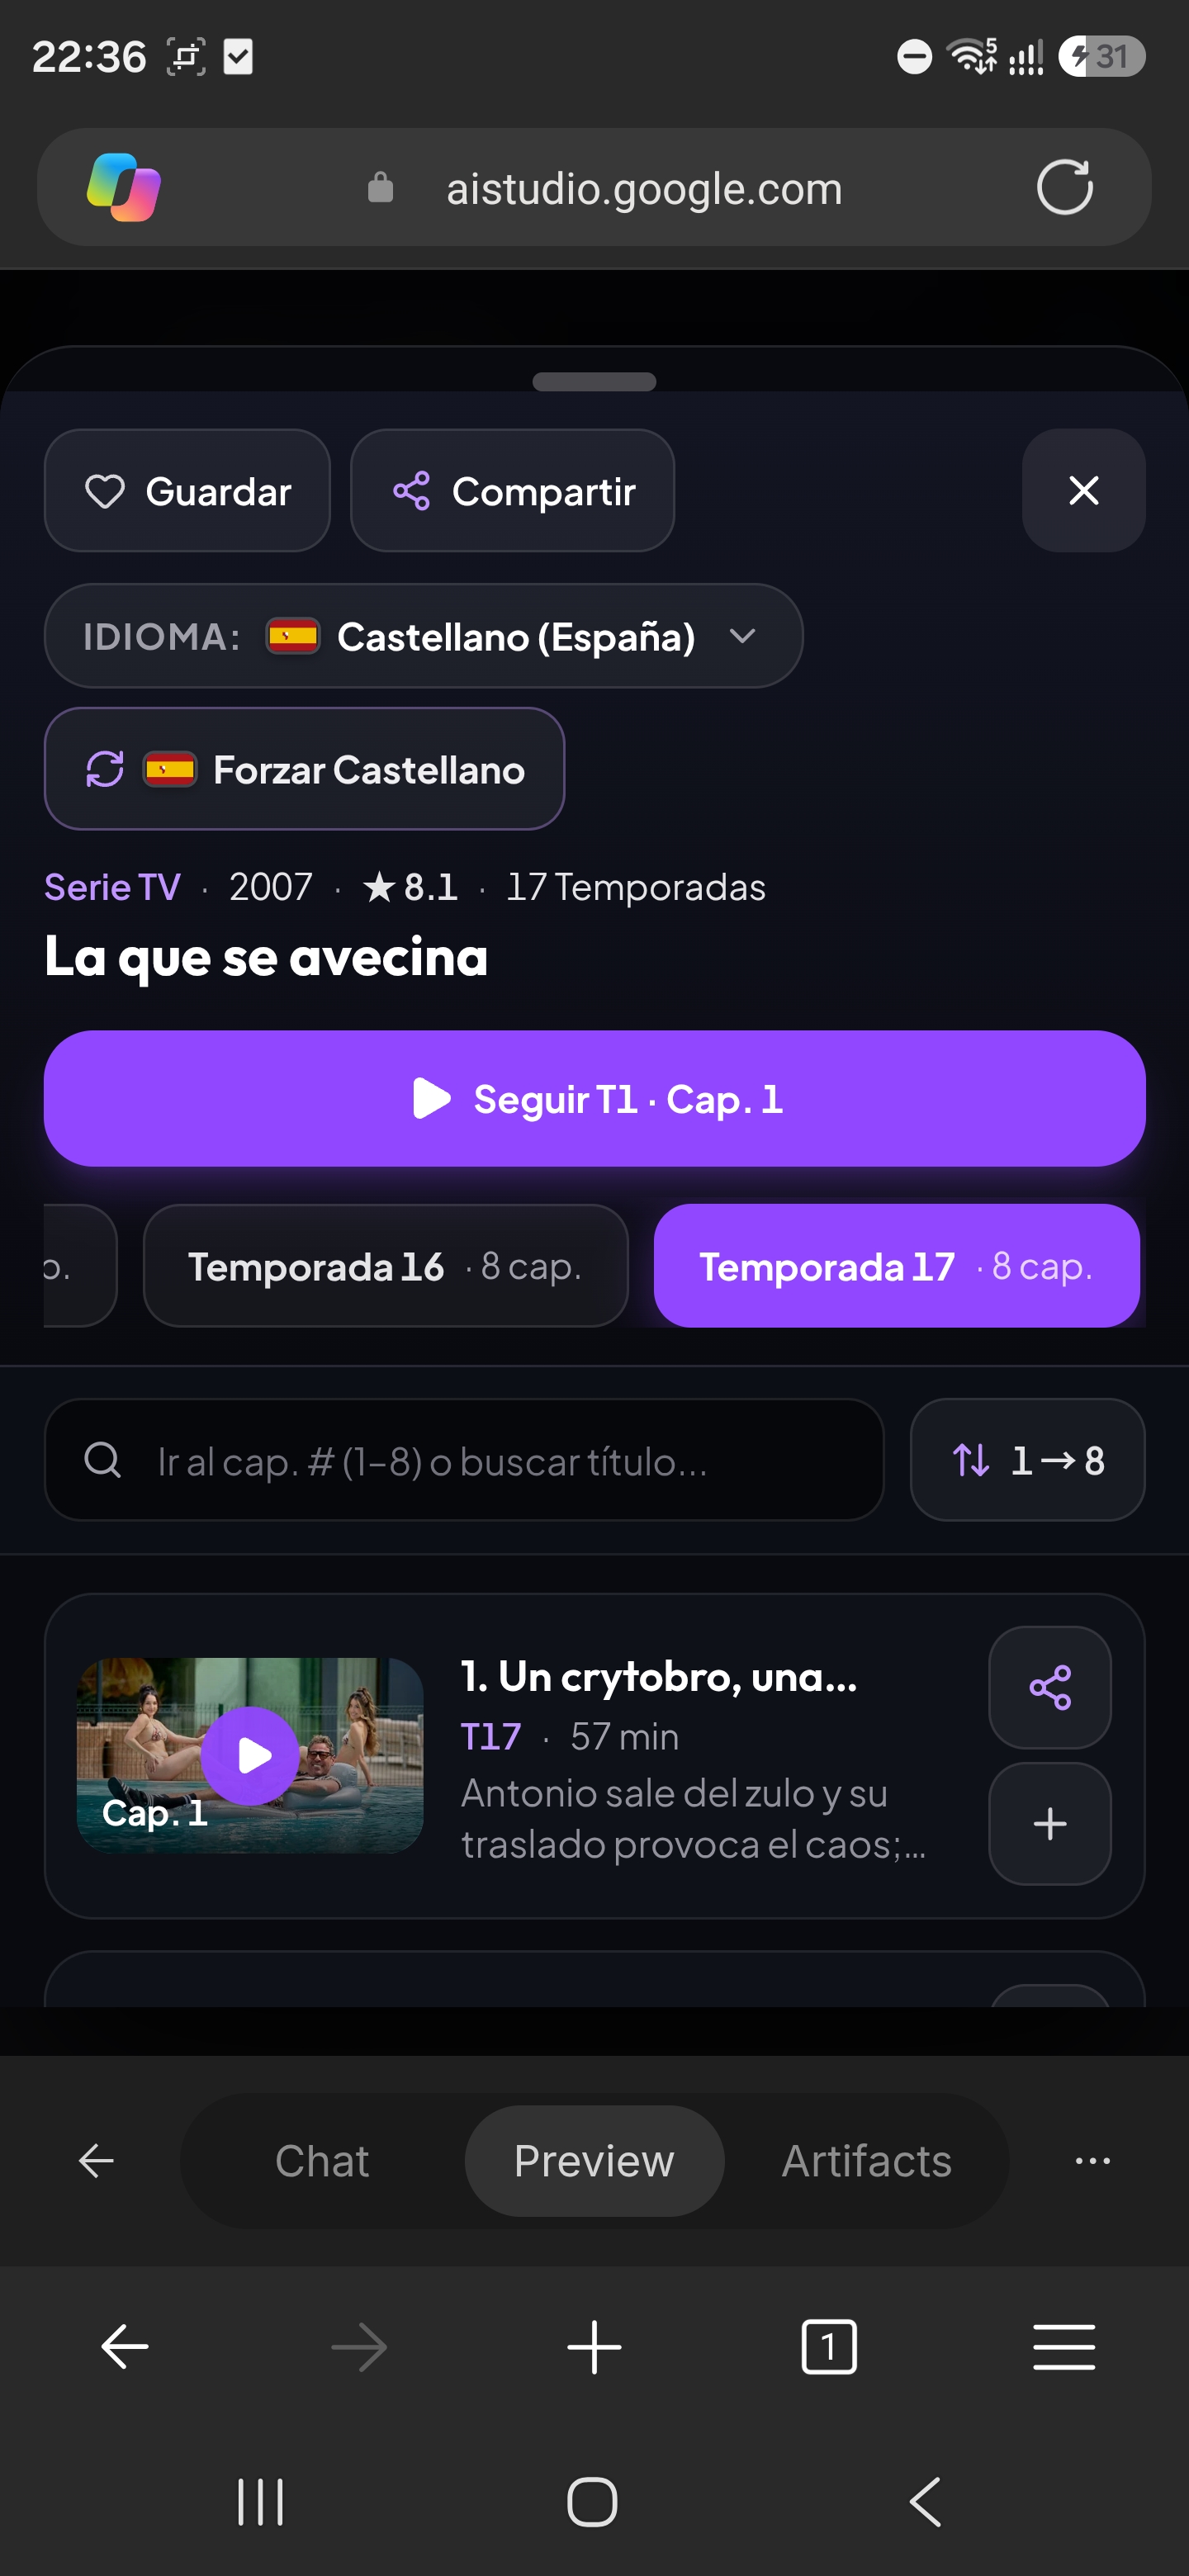 22:36
5
31
aistudio.google.com
Guardar
Compartir
IDIOMA: Castellano (España)
Forzar Castellano
Serie TV · 2007 · ★ 8.1 · 17 Temporadas
La que se avecina
Seguir T1 · Cap. 1
Temporada 16 · 8 cap.
Temporada 17 · 8 cap.
Ir al cap. # (1–8) o buscar título...
1 → 8
1. Un crytobro, una...
T17 · 57 min
Antonio sale del zulo y su
traslado provoca el caos;...
Cap. 1
Chat
Preview
Artifacts
1